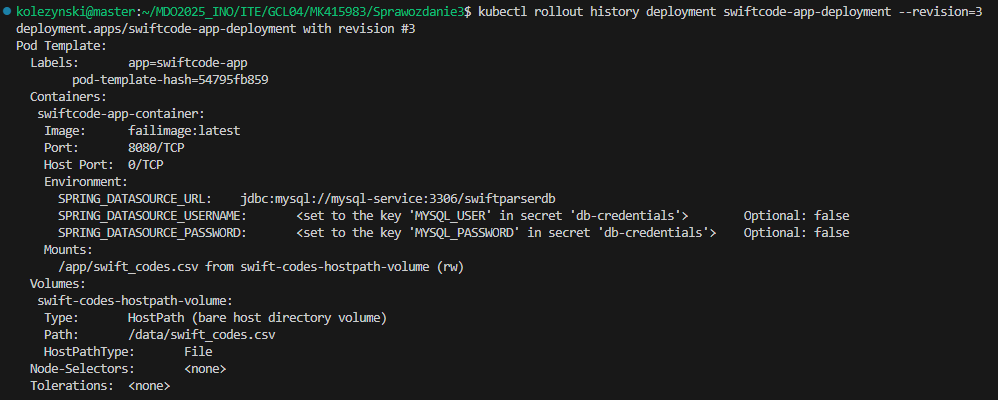 kolezynski@master:~/MDO2025_INO/ITE/GCL04/MK415983/Sprawozdanie3$ kubectl rollout history deployment swiftcode-app-deployment --revision=3
deployment.apps/swiftcode-app-deployment with revision #3
Pod Template:
  Labels:       app=swiftcode-app
        pod-template-hash=54795fb859
  Containers:
   swiftcode-app-container:
    Image:      failimage:latest
    Port:       8080/TCP
    Host Port:  0/TCP
    Environment:
      SPRING_DATASOURCE_URL:    jdbc:mysql://mysql-service:3306/swiftparserdb
      SPRING_DATASOURCE_USERNAME:       <set to the key 'MYSQL_USER' in secret 'db-credentials'>        Optional: false
      SPRING_DATASOURCE_PASSWORD:       <set to the key 'MYSQL_PASSWORD' in secret 'db-credentials'>    Optional: false
    Mounts:
      /app/swift_codes.csv from swift-codes-hostpath-volume (rw)
  Volumes:
   swift-codes-hostpath-volume:
    Type:       HostPath (bare host directory volume)
    Path:       /data/swift_codes.csv
    HostPathType:       File
  Node-Selectors:       <none>
  Tolerations:  <none>